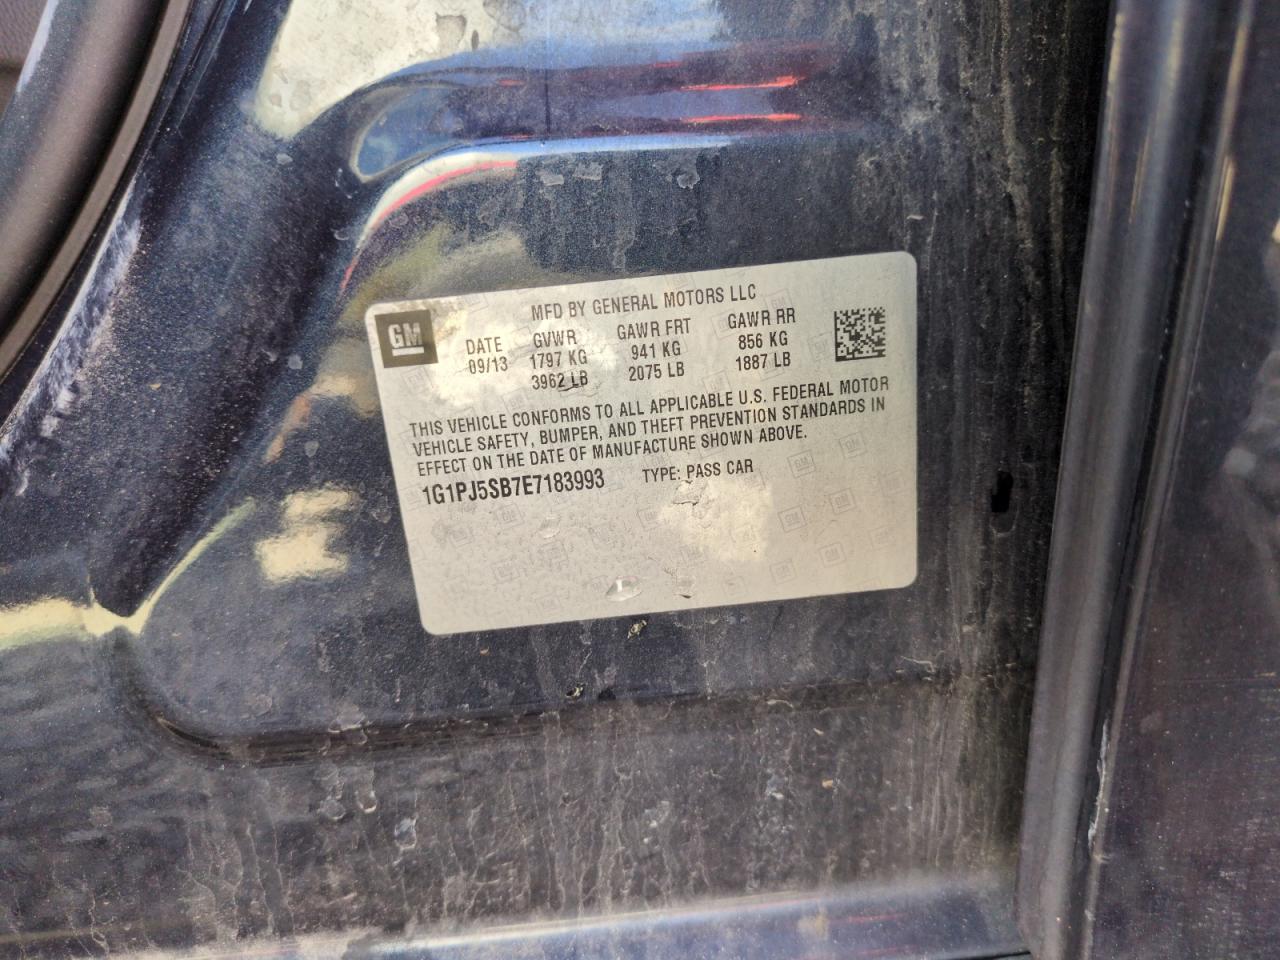 GM
MFD BY GENERAL MOTORS LLC
DATE GVWR GAWR FRT GAWR RR
09/13 1797 KG 941 KG 856 KG
3962 LB 2075 LB 1887 LB
THIS VEHICLE CONFORMS TO ALL APPLICABLE U.S. FEDERAL MOTOR
VEHICLE SAFETY, BUMPER, AND THEFT PREVENTION STANDARDS IN
EFFECT ON THE DATE OF MANUFACTURE SHOWN ABOVE.
1G1PJ5SB7E7183993 TYPE: PASS CAR